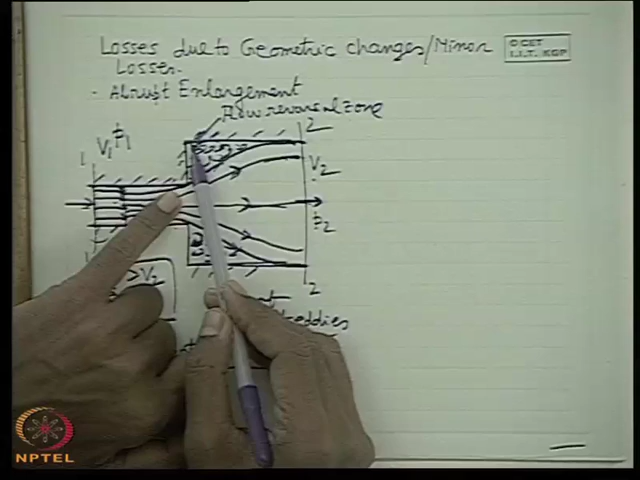 Losses due to Geometric changes/Minor
Losses.
© CET
I.I.T. KGP
· Abrupt Enlargement
Flow reversal zone
1 V1 p1
2
V2
p2
> V2
2
eddies
NPTEL